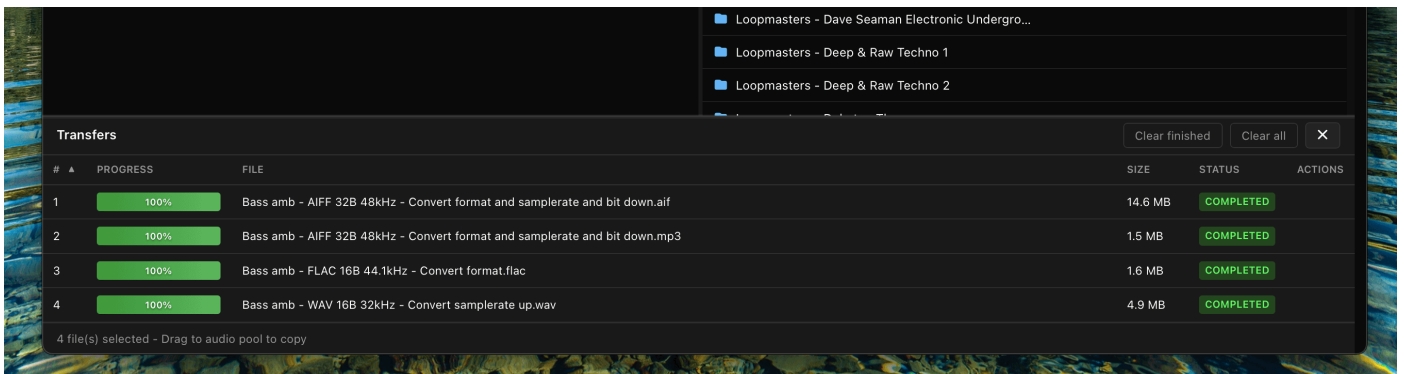 Loopmasters - Dave Seaman Electronic Undergro...
Loopmasters - Deep & Raw Techno 1
Loopmasters - Deep & Raw Techno 2
Transfers Clear finished Clear all ✕
# ▲ PROGRESS FILE SIZE STATUS ACTIONS
1 100% Bass amb - AIFF 32B 48kHz - Convert format and samplerate and bit down.aif 14.6 MB COMPLETED
2 100% Bass amb - AIFF 32B 48kHz - Convert format and samplerate and bit down.mp3 1.5 MB COMPLETED
3 100% Bass amb - FLAC 16B 44.1kHz - Convert format.flac 1.6 MB COMPLETED
4 100% Bass amb - WAV 16B 32kHz - Convert samplerate up.wav 4.9 MB COMPLETED
4 file(s) selected - Drag to audio pool to copy